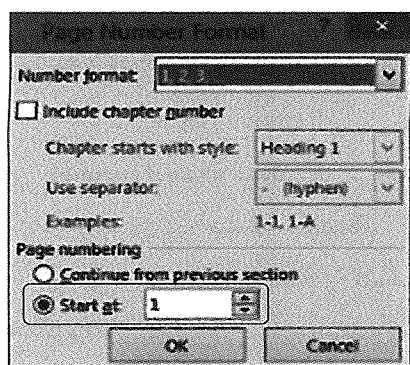 Page Number Format ? ×
Number format: 1, 2, 3,
Include chapter number
Chapter starts with style: Heading 1
Use separator: - (hyphen)
Examples: 1-1, 1-A
Page numbering
Continue from previous section
Start at: 1
OK Cancel